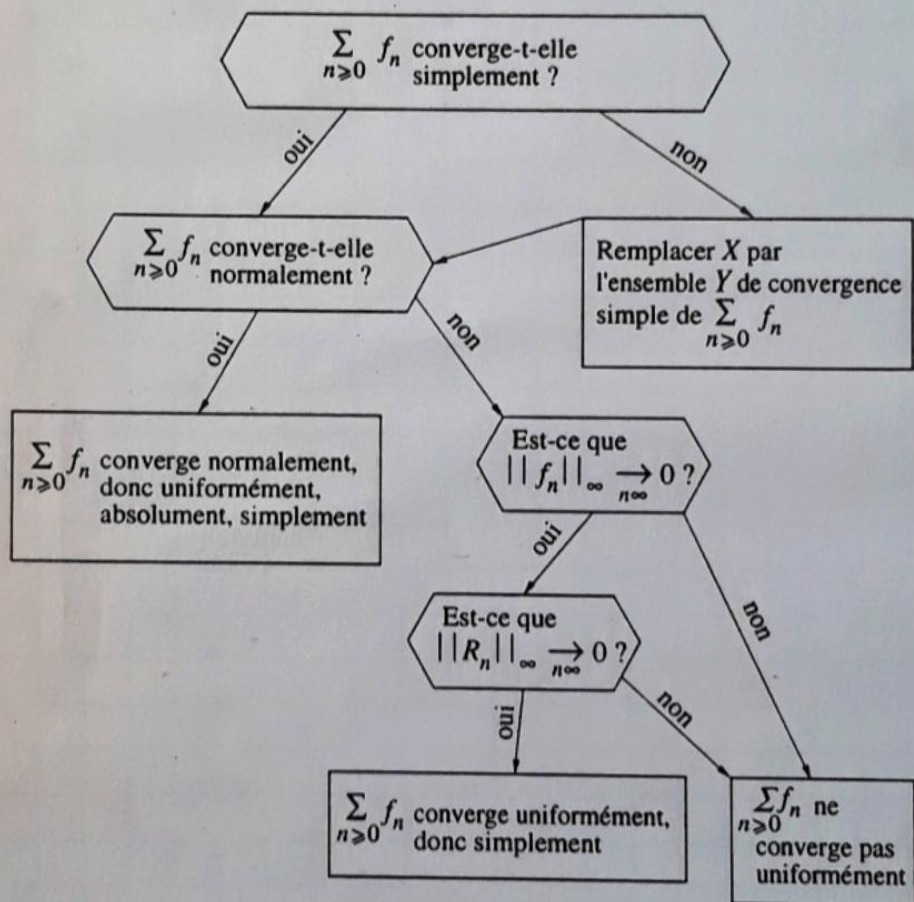 ∑ f_n converge-t-elle
n⩾0 simplement ?
oui
non
∑ f_n converge-t-elle
n⩾0 normalement ?
Remplacer X par
l'ensemble Y de convergence
simple de ∑ f_n
n⩾0
oui
non
∑ f_n converge normalement,
n⩾0 donc uniformément,
absolument, simplement
Est-ce que
||f_n||_∞ → 0 ?
n∞
oui
non
Est-ce que
||R_n||_∞ → 0 ?
n∞
oui
non
∑ f_n converge uniformément,
n⩾0 donc simplement
∑ f_n ne
n⩾0
converge pas
uniformément